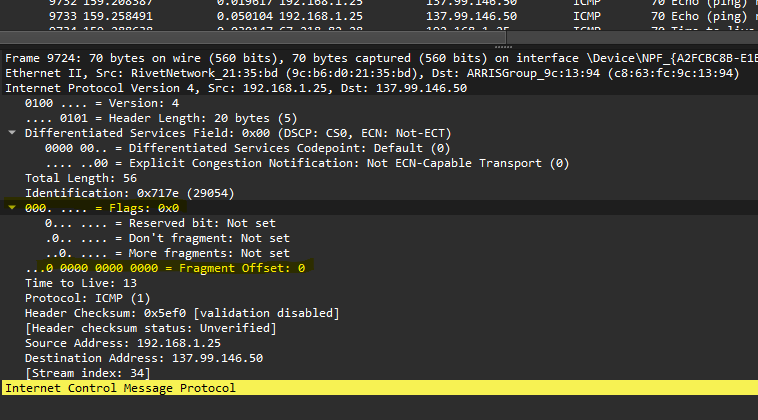 9732 159.208387 0.019617 192.168.1.25 137.99.146.50 ICMP 70 Echo (ping) r
9733 159.258491 0.050104 192.168.1.25 137.99.146.50 ICMP 70 Echo (ping) r
Frame 9724: 70 bytes on wire (560 bits), 70 bytes captured (560 bits) on interface \Device\NPF_{A2FCBC8B-E1E
Ethernet II, Src: RivetNetwork_21:35:bd (9c:b6:d0:21:35:bd), Dst: ARRISGroup_9c:13:94 (c8:63:fc:9c:13:94)
Internet Protocol Version 4, Src: 192.168.1.25, Dst: 137.99.146.50
0100 .... = Version: 4
.... 0101 = Header Length: 20 bytes (5)
Differentiated Services Field: 0x00 (DSCP: CS0, ECN: Not-ECT)
0000 00.. = Differentiated Services Codepoint: Default (0)
.... ..00 = Explicit Congestion Notification: Not ECN-Capable Transport (0)
Total Length: 56
Identification: 0x717e (29054)
000. .... = Flags: 0x0
0... .... = Reserved bit: Not set
.0.. .... = Don't fragment: Not set
..0. .... = More fragments: Not set
...0 0000 0000 0000 = Fragment Offset: 0
Time to Live: 13
Protocol: ICMP (1)
Header Checksum: 0x5ef0 [validation disabled]
[Header checksum status: Unverified]
Source Address: 192.168.1.25
Destination Address: 137.99.146.50
[Stream index: 34]
Internet Control Message Protocol